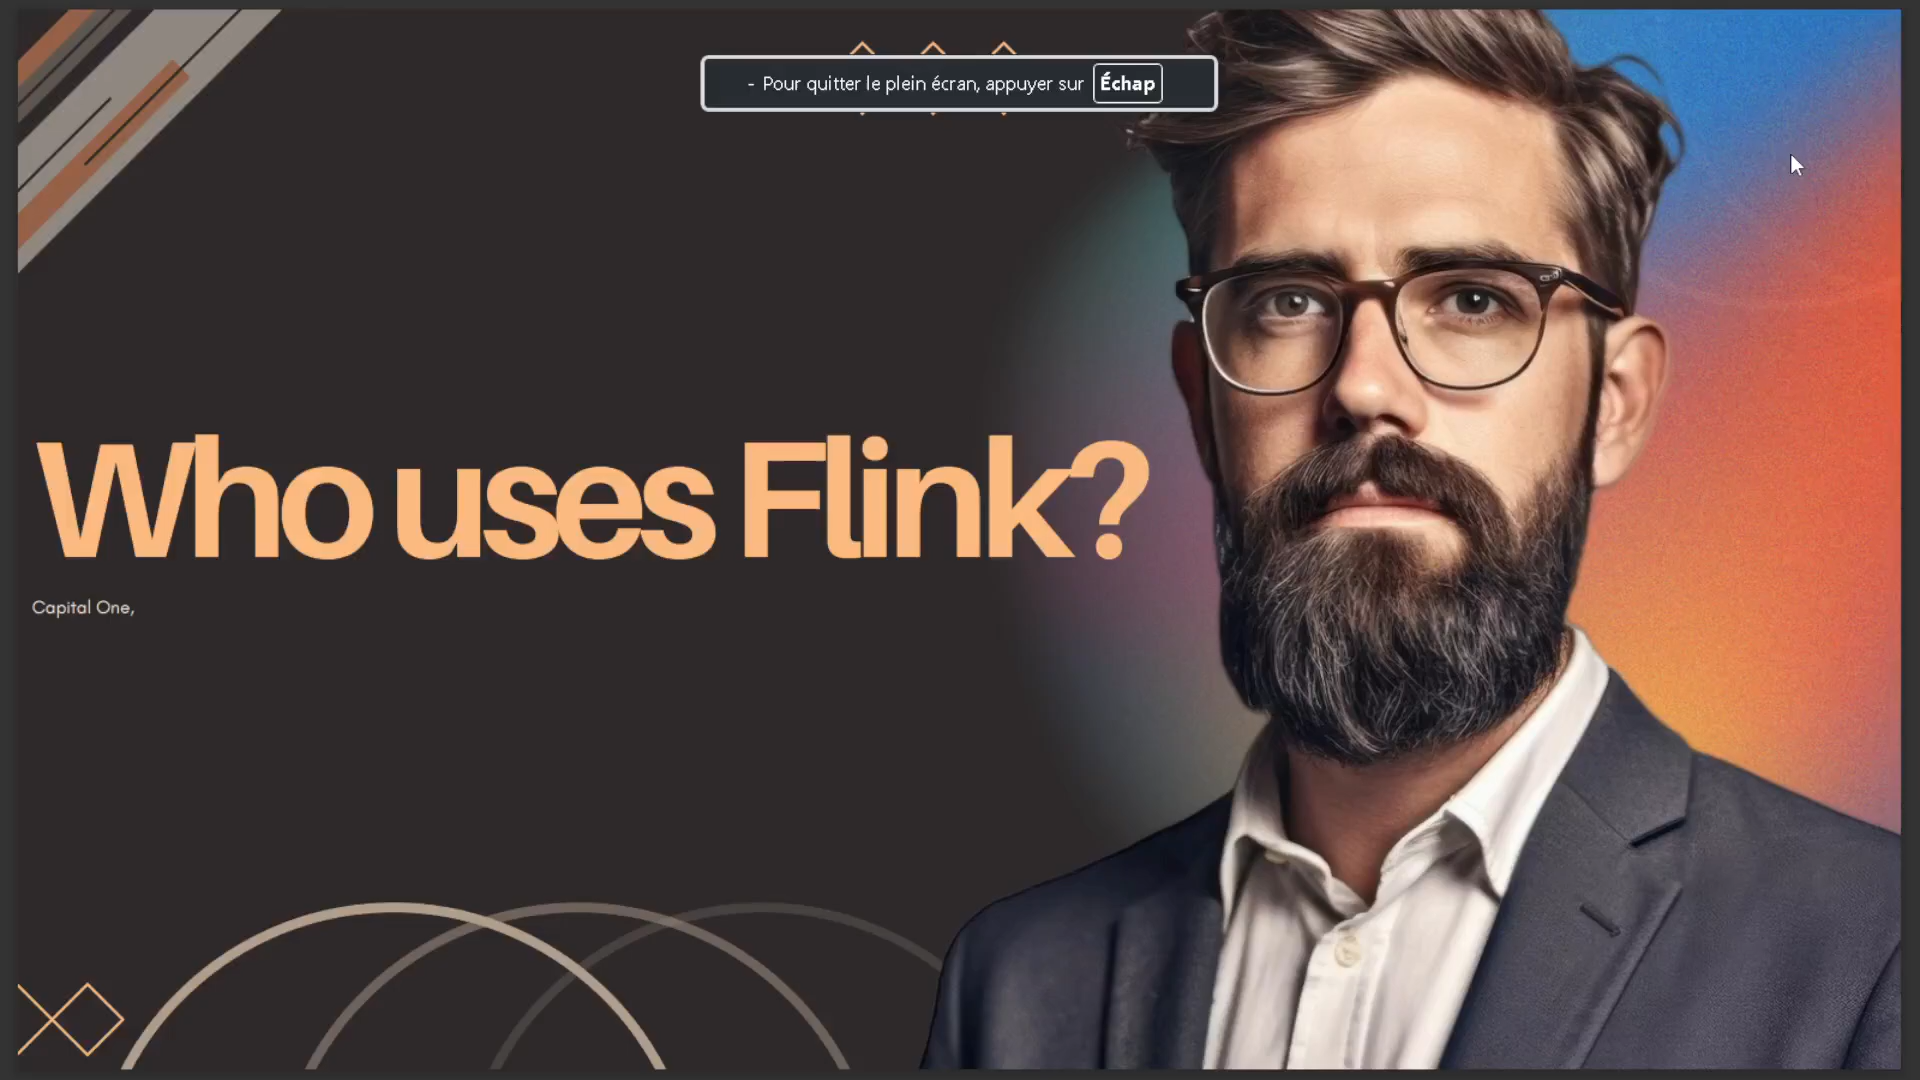 - Pour quitter le plein écran, appuyer sur Échap
Who uses Flink?
Capital One,